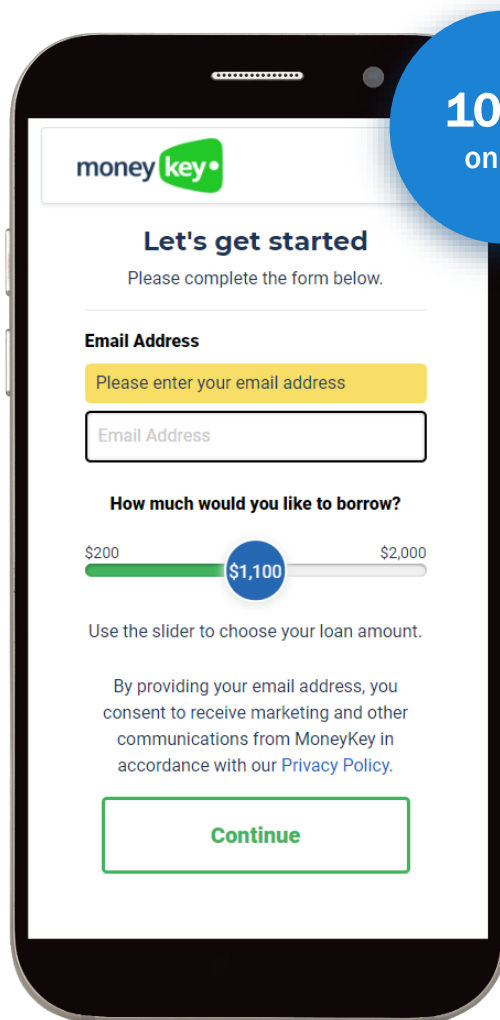 10
on
money key
Let's get started
Please complete the form below.
Email Address
Please enter your email address
Email Address
How much would you like to borrow?
$200
$2,000
$1,100
Use the slider to choose your loan amount.
By providing your email address, you
consent to receive marketing and other
communications from MoneyKey in
accordance with our Privacy Policy.
Continue